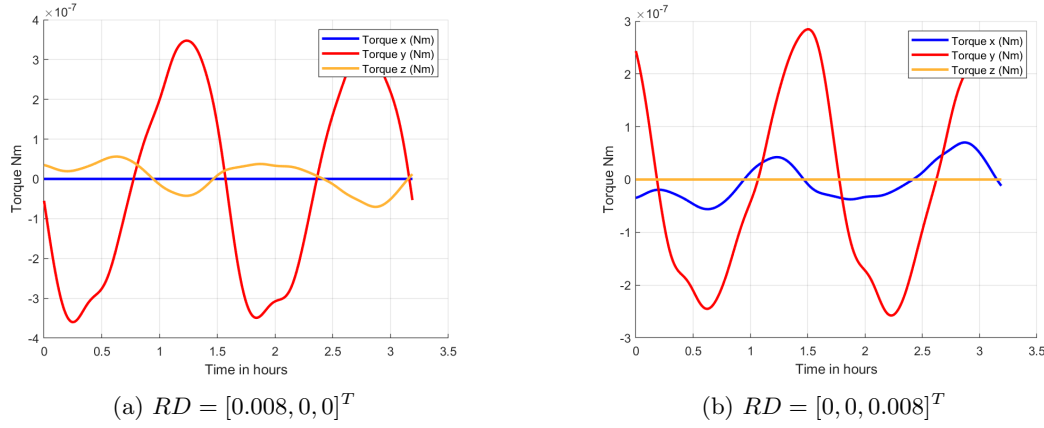 4 ×10^-7
Torque x (Nm)
Torque y (Nm)
Torque z (Nm)
3
2
1
0
-1
-2
-3
-4
Torque Nm
0 0.5 1 1.5 2 2.5 3 3.5
Time in hours
(a) RD = [0.008, 0, 0]^T
3 ×10^-7
Torque x (Nm)
Torque y (Nm)
Torque z (Nm)
2
1
0
-1
-2
-3
Torque Nm
0 0.5 1 1.5 2 2.5 3 3.5
Time in hours
(b) RD = [0, 0, 0.008]^T